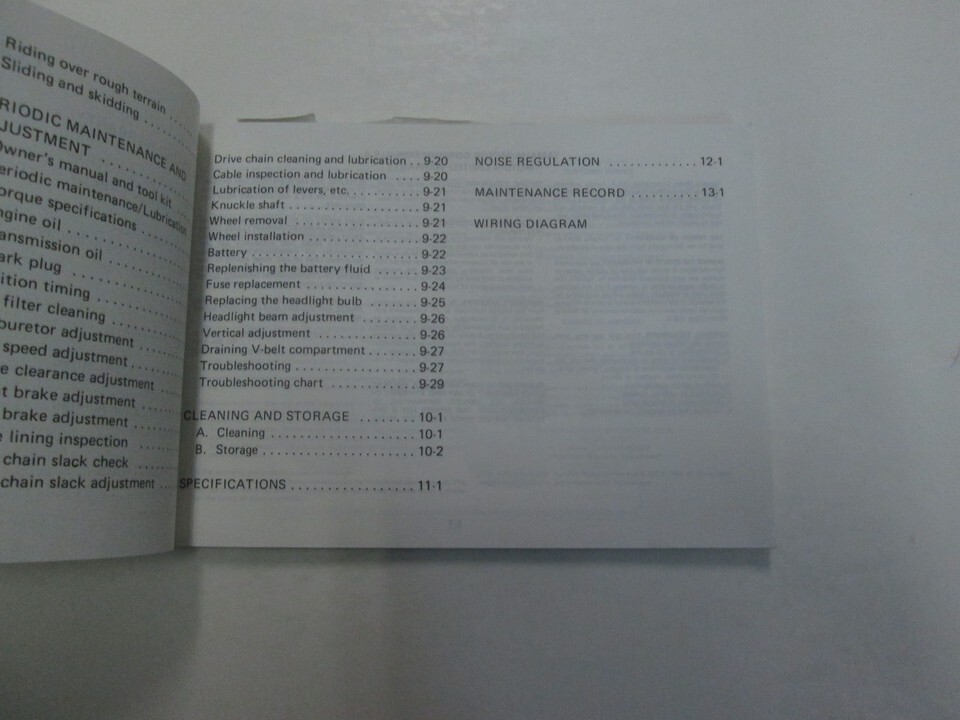 Riding over rough terrain .....
Sliding and skidding ........
RIODIC MAINTENANCE AND
JUSTMENT ..........
Owner's manual and tool kit ....
eriodic maintenance/Lubrication
orque specifications ......
ngine oil ...........
ansmission oil .........
ark plug ...........
ition timing ..........
filter cleaning .........
buretor adjustment ......
speed adjustment .......
e clearance adjustment ....
t brake adjustment ......
brake adjustment .......
e lining inspection .....
chain slack check ......
chain slack adjustment ...
Drive chain cleaning and lubrication .. 9-20
Cable inspection and lubrication .... 9-20
Lubrication of levers, etc. .......... 9-21
Knuckle shaft .................. 9-21
Wheel removal ................. 9-21
Wheel installation ............... 9-22
Battery ....................... 9-22
Replenishing the battery fluid ...... 9-23
Fuse replacement ................ 9-24
Replacing the headlight bulb ....... 9-25
Headlight beam adjustment ........ 9-26
Vertical adjustment .............. 9-26
Draining V-belt compartment ....... 9-27
Troubleshooting ................. 9-27
Troubleshooting chart ............ 9-29
CLEANING AND STORAGE ....... 10-1
A. Cleaning .................... 10-1
B. Storage ..................... 10-2
SPECIFICATIONS ................. 11-1
NOISE REGULATION ............ 12-1
MAINTENANCE RECORD .......... 13-1
WIRING DIAGRAM